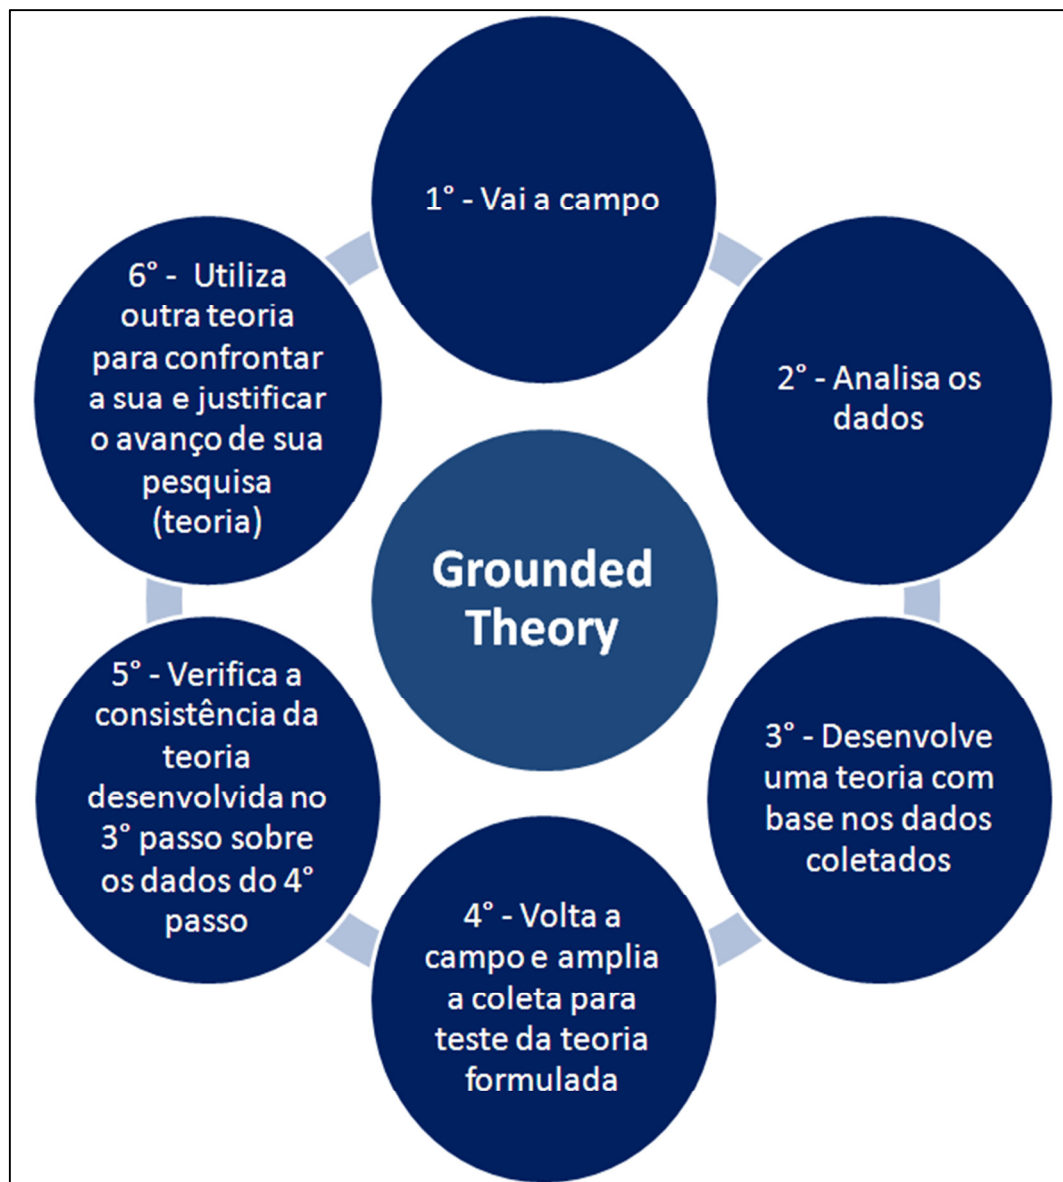 1° - Vai a campo
2° - Analisa os
dados
3° - Desenvolve
uma teoria com
base nos dados
coletados
4° - Volta a
campo e amplia
a coleta para
teste da teoria
formulada
5° - Verifica a
consistência da
teoria
desenvolvida no
3° passo sobre
os dados do 4°
passo
6° - Utiliza
outra teoria
para confrontar
a sua e justificar
o avanço de sua
pesquisa
(teoria)
Grounded
Theory